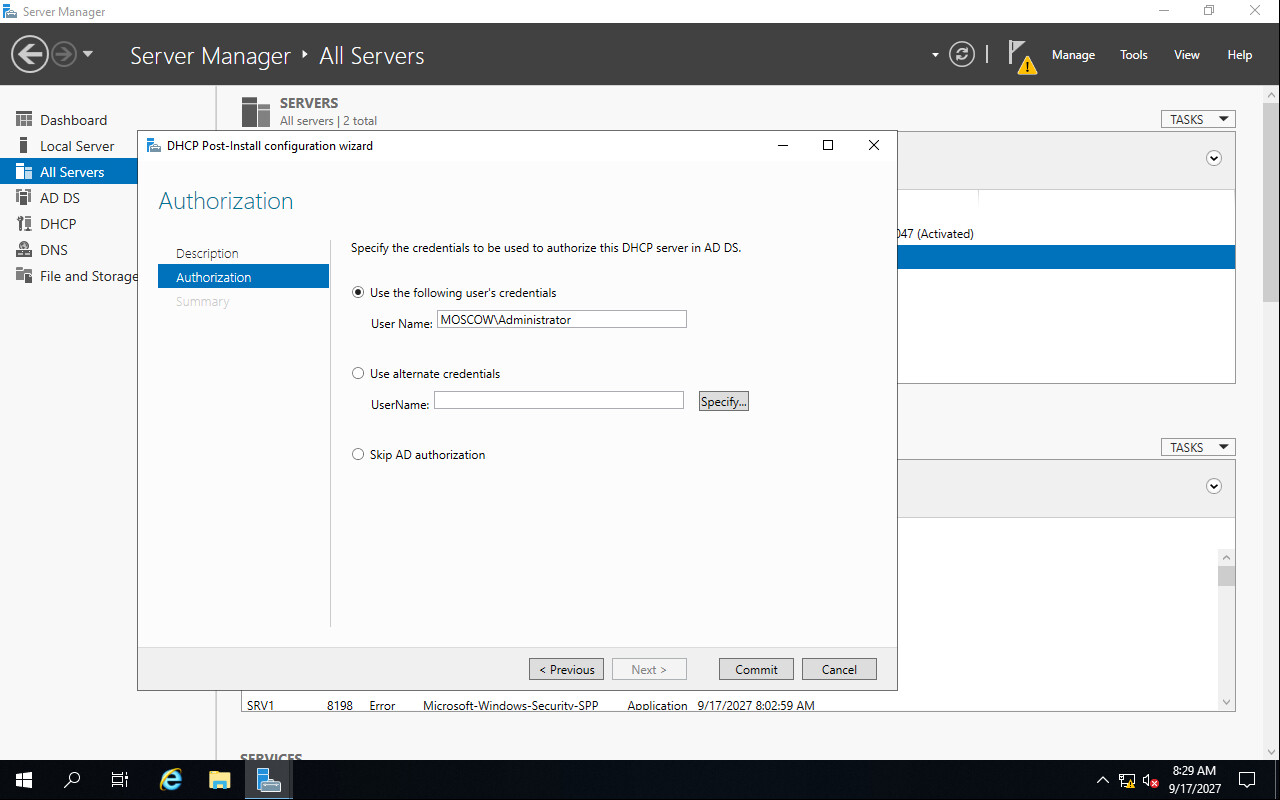 Server Manager
Server Manager All Servers
Manage Tools View Help
Dashboard
Local Server
All Servers
AD DS
DHCP
DNS
File and Storage
SERVERS
All servers | 2 total
TASKS
DHCP Post-Install configuration wizard
Authorization
Description
Authorization
Summary
Specify the credentials to be used to authorize this DHCP server in AD DS.
Use the following user's credentials
User Name: MOSCOW\Administrator
Use alternate credentials
UserName: Specify...
Skip AD authorization
< Previous Next > Commit Cancel
047 (Activated)
TASKS
SRV1 8198 Error Microsoft-Windows-Security-SPP Application 9/17/2027 8:02:59 AM
SERVICES
8:29 AM
9/17/2027